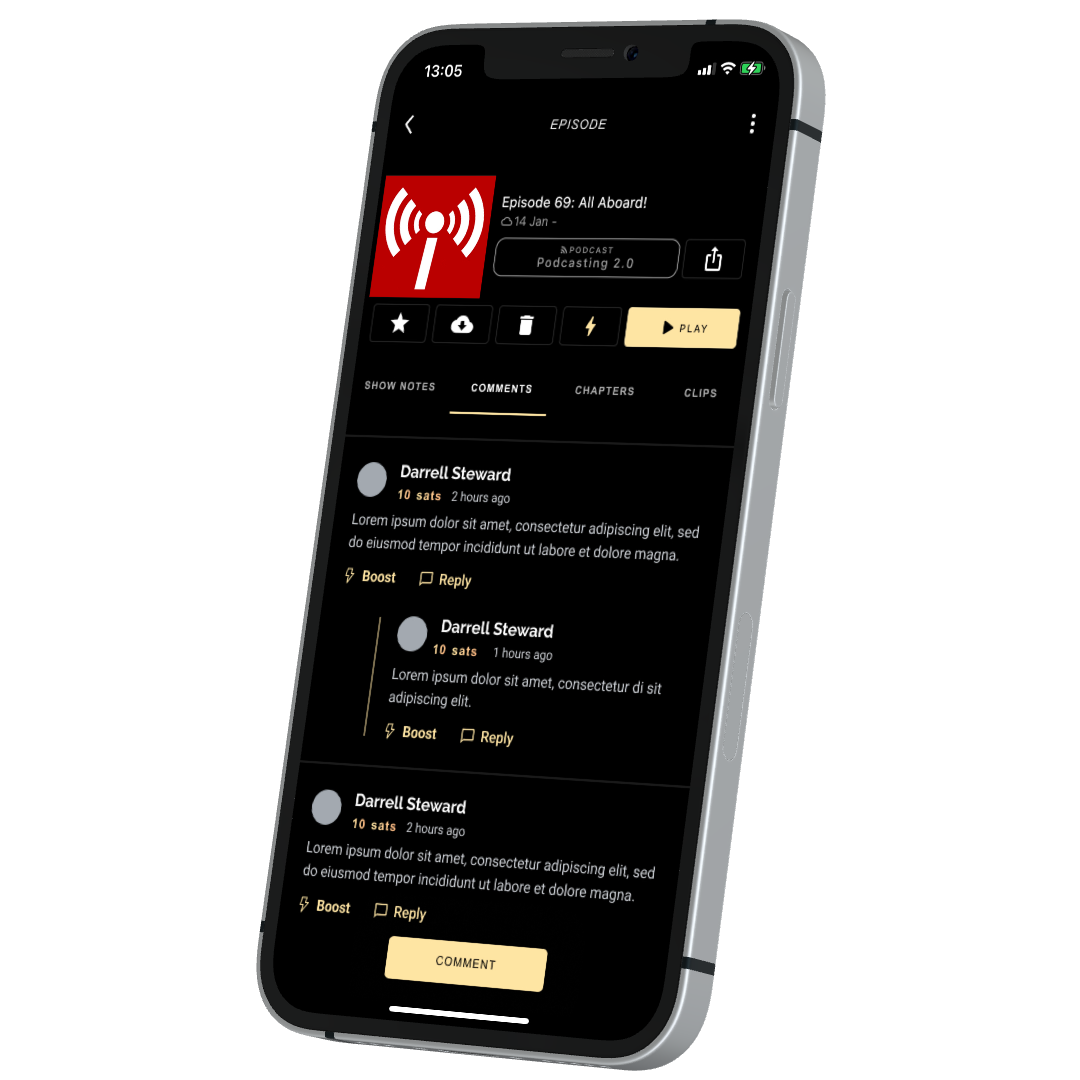 13:05
EPISODE
Episode 69: All Aboard!
14 Jan -
PODCAST
Podcasting 2.0
PLAY
SHOW NOTES COMMENTS CHAPTERS CLIPS
Darrell Steward
10 sats 2 hours ago
Lorem ipsum dolor sit amet, consectetur adipiscing elit, sed
do eiusmod tempor incididunt ut labore et dolore magna.
Boost Reply
Darrell Steward
10 sats 1 hours ago
Lorem ipsum dolor sit amet, consectetur di sit
adipiscing elit.
Boost Reply
Darrell Steward
10 sats 2 hours ago
Lorem ipsum dolor sit amet, consectetur adipiscing elit, sed
do eiusmod tempor incididunt ut labore et dolore magna.
Boost Reply
COMMENT